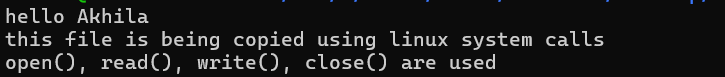 hello Akhila
this file is being copied using linux system calls
open(), read(), write(), close() are used